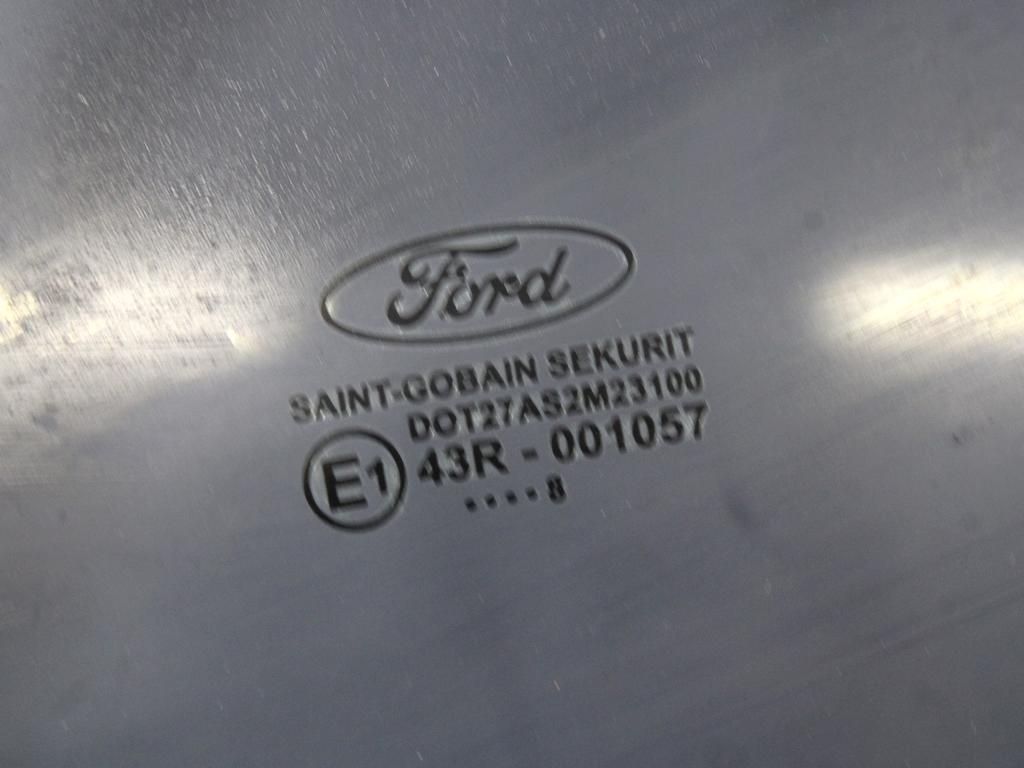 Ford
SAINT-GOBAIN SEKURIT
DOT27AS2M23100
E1 43R - 001057
....8